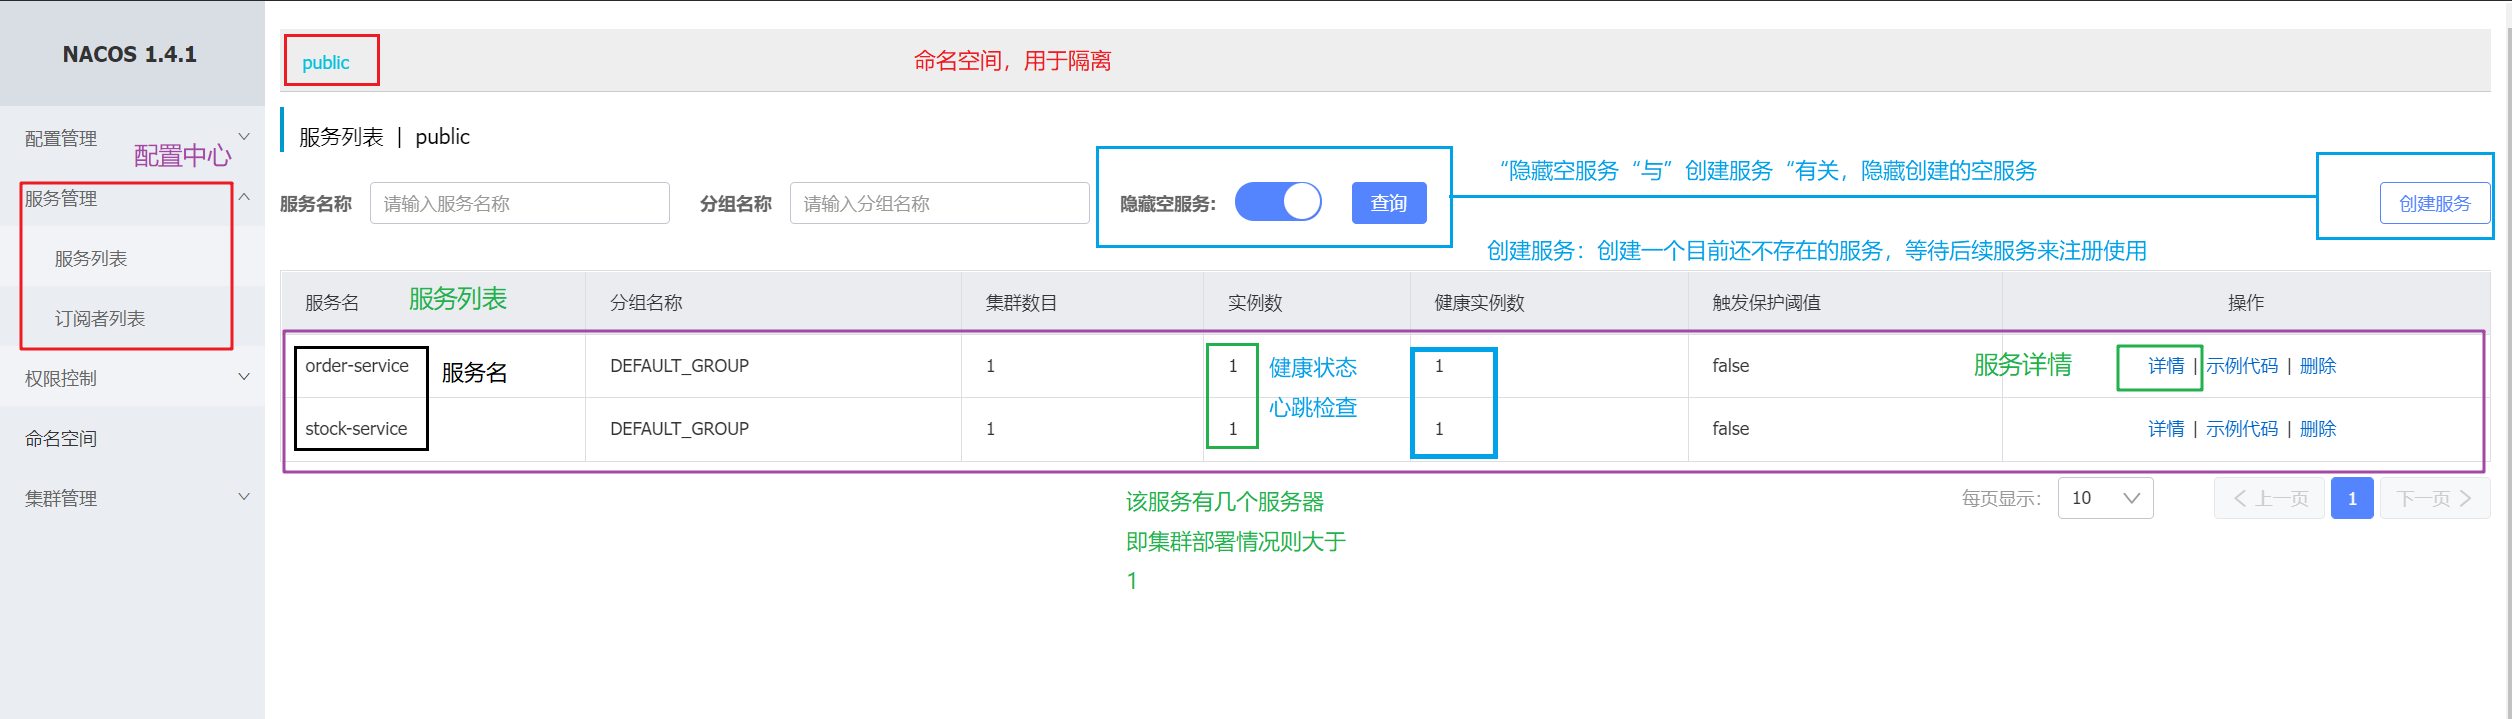 NACOS 1.4.1
public
命名空间，用于隔离
配置管理
配置中心
服务管理
服务列表
订阅者列表
权限控制
命名空间
集群管理
服务列表 | public
“隐藏空服务“与”创建服务“有关，隐藏创建的空服务
服务名称 请输入服务名称 分组名称 请输入分组名称 隐藏空服务: 查询 创建服务
创建服务：创建一个目前还不存在的服务，等待后续服务来注册使用
服务名 服务列表 分组名称 集群数目 实例数 健康实例数 触发保护阈值 操作
order-service 服务名 DEFAULT_GROUP 1 1 健康状态 1 false 服务详情 详情 | 示例代码 | 删除
心跳检查
stock-service DEFAULT_GROUP 1 1 1 false 详情 | 示例代码 | 删除
每页显示: 10 上一页 1 下一页
该服务有几个服务器
即集群部署情况则大于
1